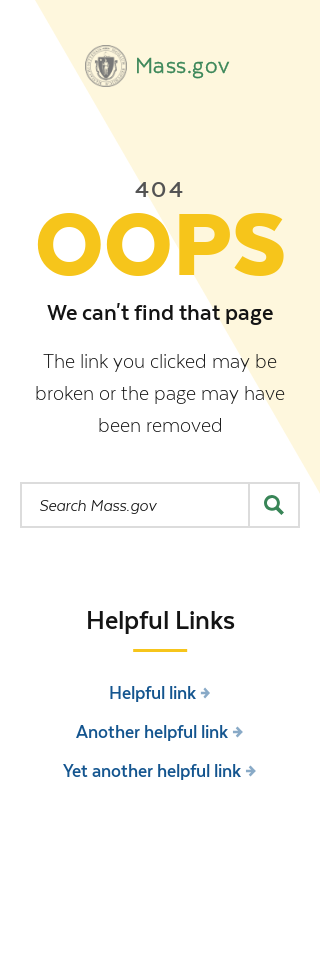 Mass.gov
404
OOPS
We can't find that page
The link you clicked may be
broken or the page may have
been removed
Search Mass.gov
Helpful Links
Helpful link
Another helpful link
Yet another helpful link